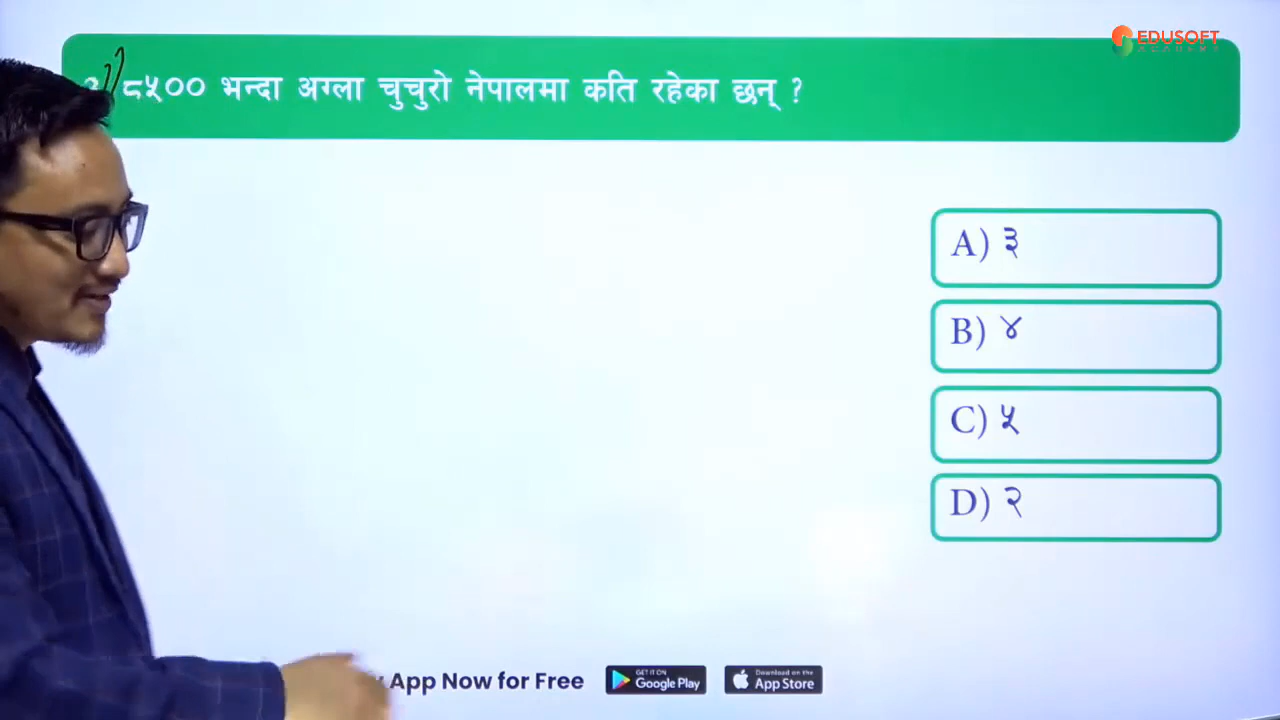 EDUSOFT
ACADEMY
८५०० भन्दा अग्ला चुचुरो नेपालमा कति रहेका छन् ?
A) ३
B) ४
C) ५
D) २
App Now for Free
GET IT ON
Google Play
Download on the
App Store